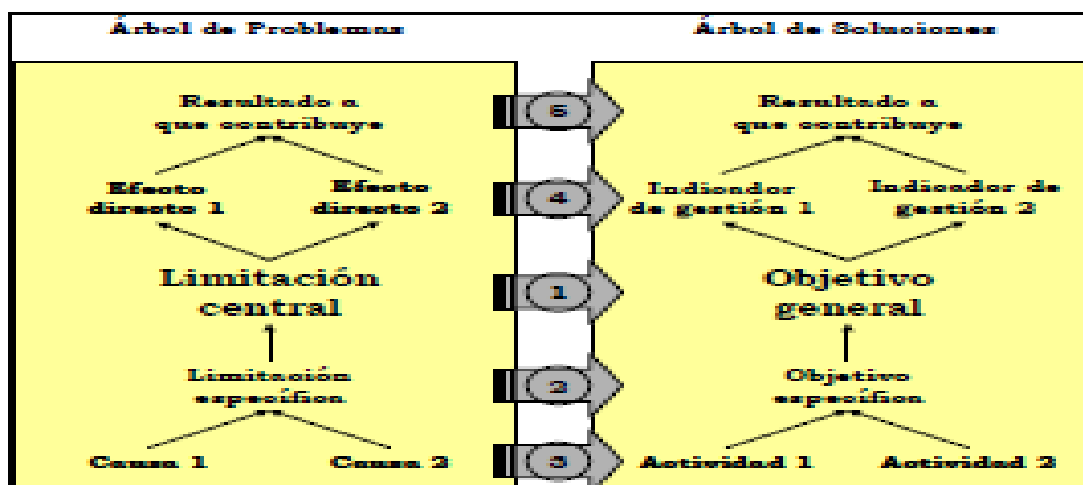 Árbol de Problemas
Árbol de Soluciones
Resultado a
que contribuye
5
Resultado a
que contribuye
Efecto
directo 1
Efecto
directo 2
4
Indicador
de gestión 1
Indicador de
gestión 2
Limitación
central
1
Objetivo
general
Limitación
específica
2
Objetivo
específico
Causa 1
Causa 2
3
Actividad 1
Actividad 2